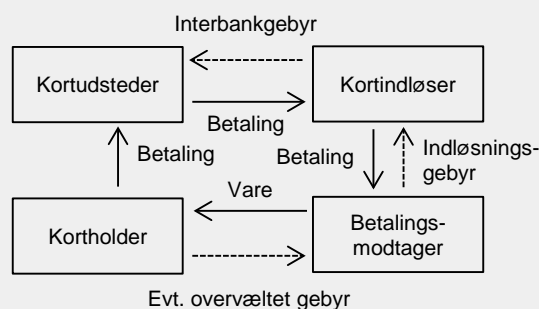 Interbankgebyr
Kortudsteder
Kortindløser
Betaling
Betaling
Betaling
Indløsnings-
gebyr
Vare
Kortholder
Betalings-
modtager
Evt. overvæltet gebyr